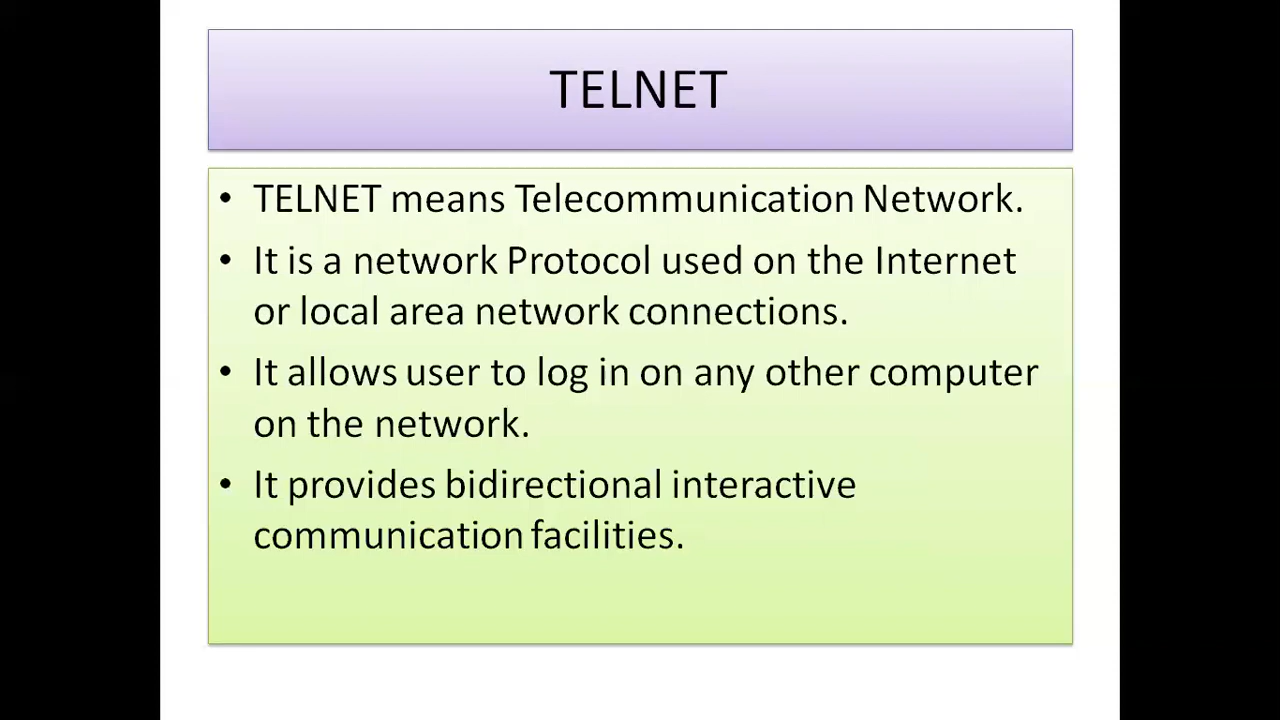 TELNET
• TELNET means Telecommunication Network.
• It is a network Protocol used on the Internet
or local area network connections.
• It allows user to log in on any other computer
on the network.
• It provides bidirectional interactive
communication facilities.